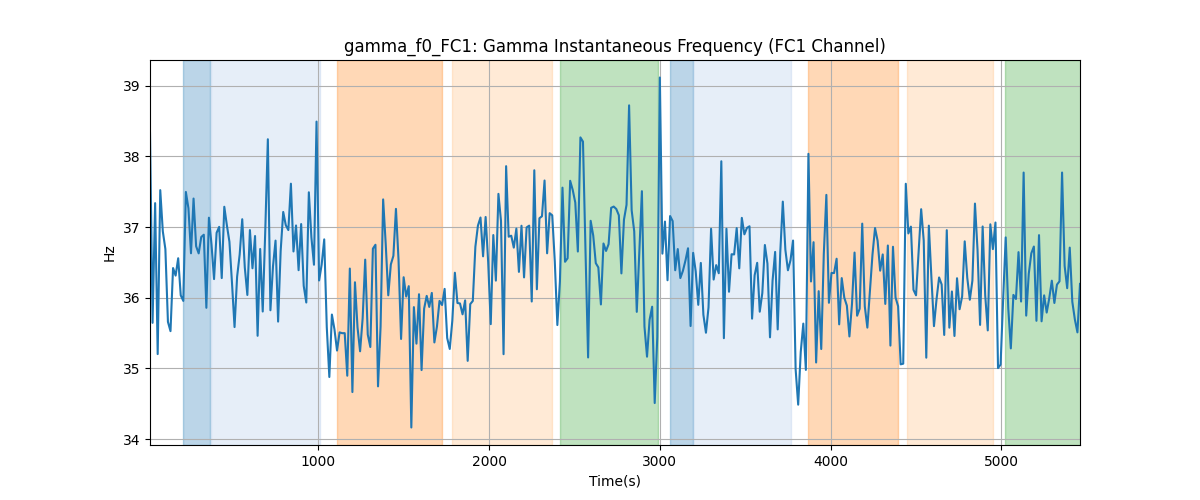 gamma_f0_FC1: Gamma Instantaneous Frequency (FC1 Channel)
39
38
37
36
35
34
Hz
1000 2000 3000 4000 5000
Time(s)